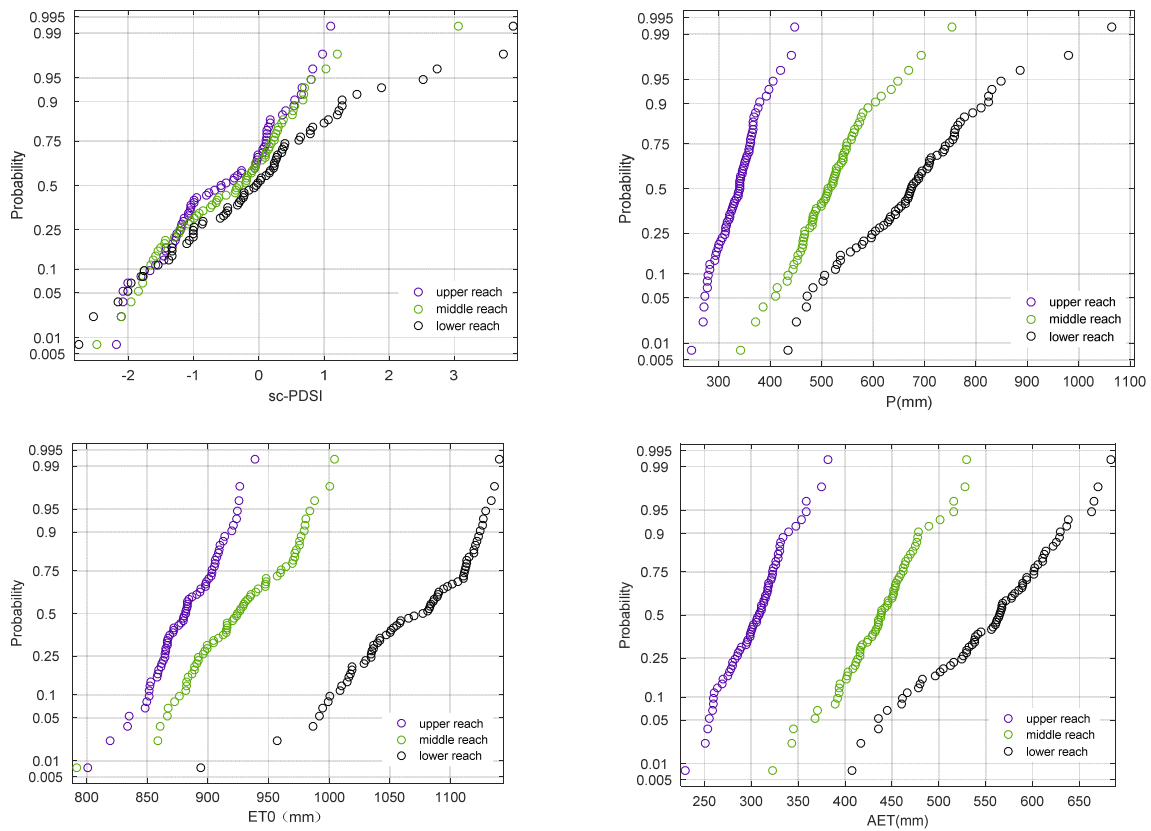 0.995
0.99
0.95
0.9
0.75
0.5
0.25
0.1
0.05
0.01
0.005
Probability
upper reach
middle reach
lower reach
-2 -1 0 1 2 3
sc-PDSI
0.995
0.99
0.95
0.9
0.75
0.5
0.25
0.1
0.05
0.01
0.005
Probability
upper reach
middle reach
lower reach
300 400 500 600 700 800 900 1000 1100
P(mm)
0.995
0.99
0.95
0.9
0.75
0.5
0.25
0.1
0.05
0.01
0.005
Probability
upper reach
middle reach
lower reach
800 850 900 950 1000 1050 1100
ET0（mm）
0.995
0.99
0.95
0.9
0.75
0.5
0.25
0.1
0.05
0.01
0.005
Probability
upper reach
middle reach
lower reach
250 300 350 400 450 500 550 600 650
AET(mm)